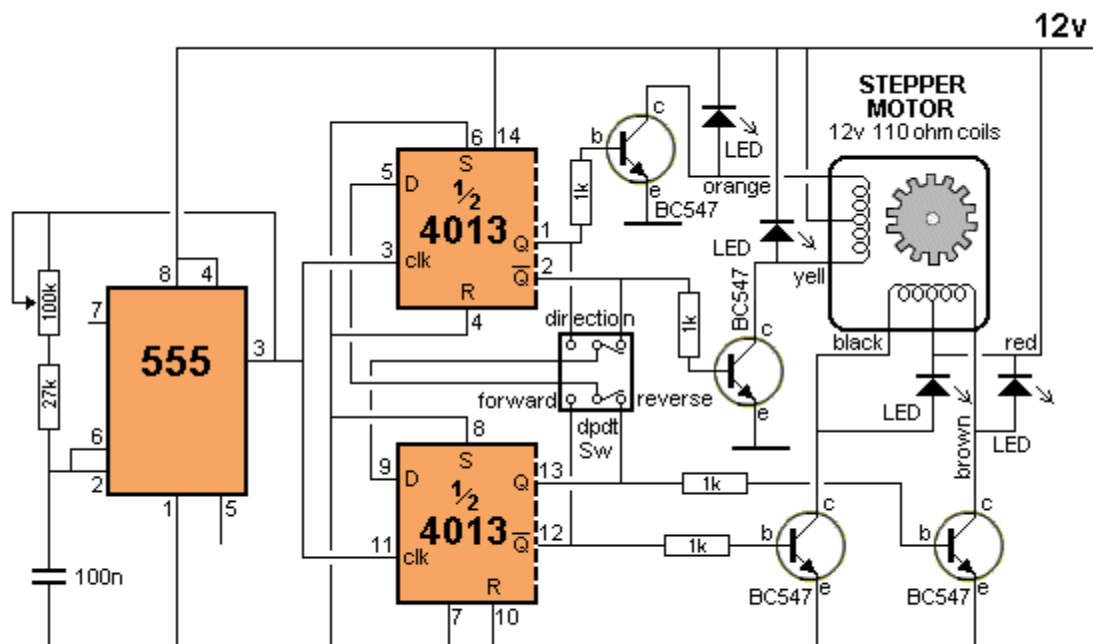 12v
STEPPER
MOTOR
12v 110 ohm coils
c
b
e
BC547
1k
orange
LED
LED
yell
6
14
5
S
D
½
4013
3
clk
Q
1
Q̅
2
R
4
8
4
7
100k
555
3
27k
6
2
1
5
100n
direction
forward
reverse
dpdt
Sw
1k
BC547
c
b
e
black
red
LED
brown
LED
8
9
S
D
½
4013
Q
13
Q̅
12
11
clk
R
7
10
1k
1k
c
b
e
BC547
c
b
e
BC547